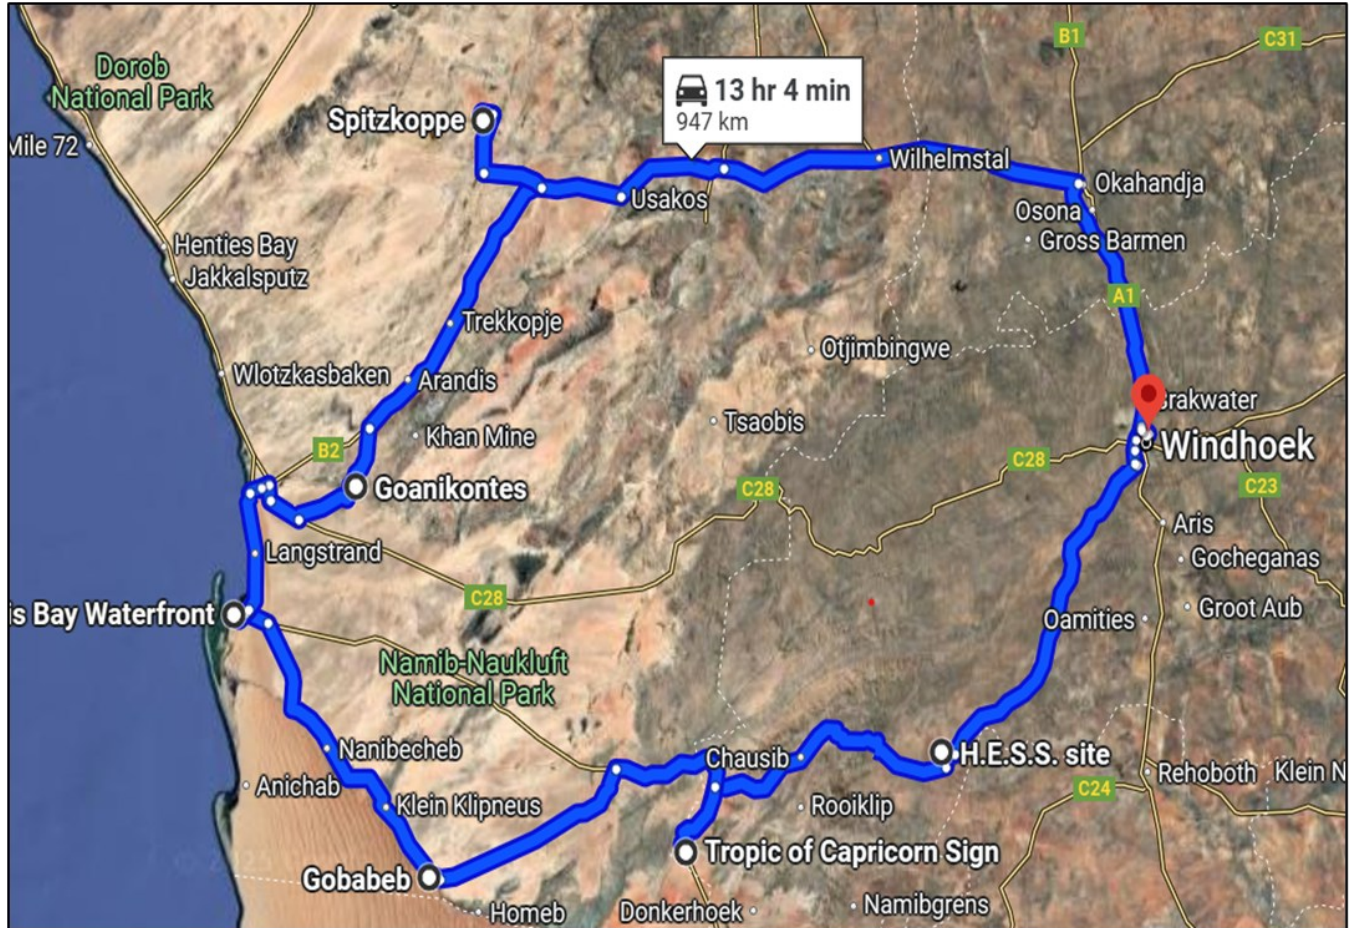 B1
C31
Dorob
National Park
13 hr 4 min
947 km
Spitzkoppe
Mile 72
Wilhelmstal
Okahandja
Usakos
Osona
Gross Barmen
Henties Bay
Jakkalsputz
A1
Trekkopje
Otjimbingwe
Wlotzkasbaken
Arandis
Brakwater
Tsaobis
Khan Mine
B2
Windhoek
C28
Goanikontes
C28
C23
Aris
Langstrand
Gocheganas
C28
Groot Aub
is Bay Waterfront
Oamities
Namib-Naukluft
National Park
Nanibecheb
Chausib
H.E.S.S. site
Rehoboth
Klein N
Anichab
C24
Klein Klipneus
Rooiklip
Tropic of Capricorn Sign
Gobabeb
Homeb
Donkerhoek
Namibgrens